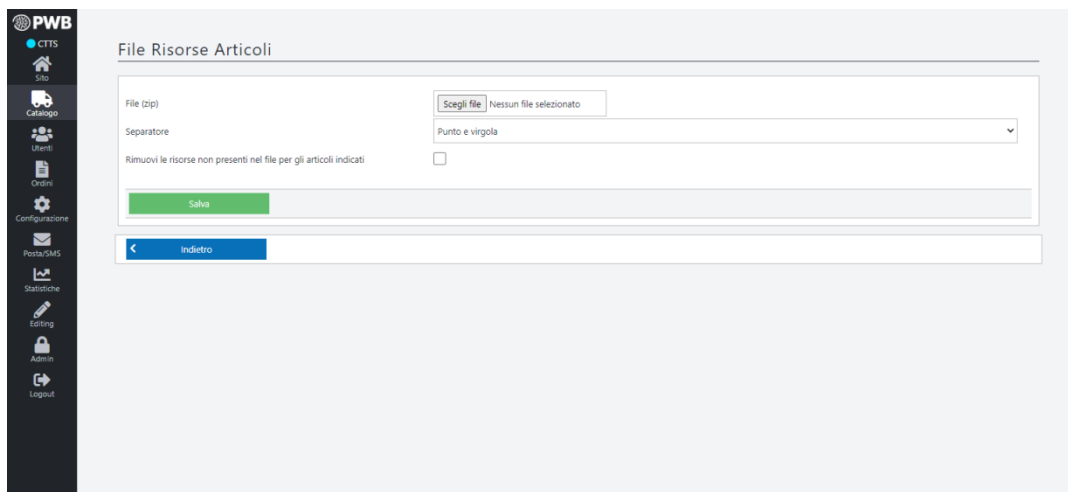 PWB
CTTS
Sito
Catalogo
Utenti
Ordini
Configurazione
Posta/SMS
Statistiche
Editing
Admin
Logout
File Risorse Articoli
File (zip)
Scegli file Nessun file selezionato
Separatore
Punto e virgola
Rimuovi le risorse non presenti nel file per gli articoli indicati
Salva
Indietro